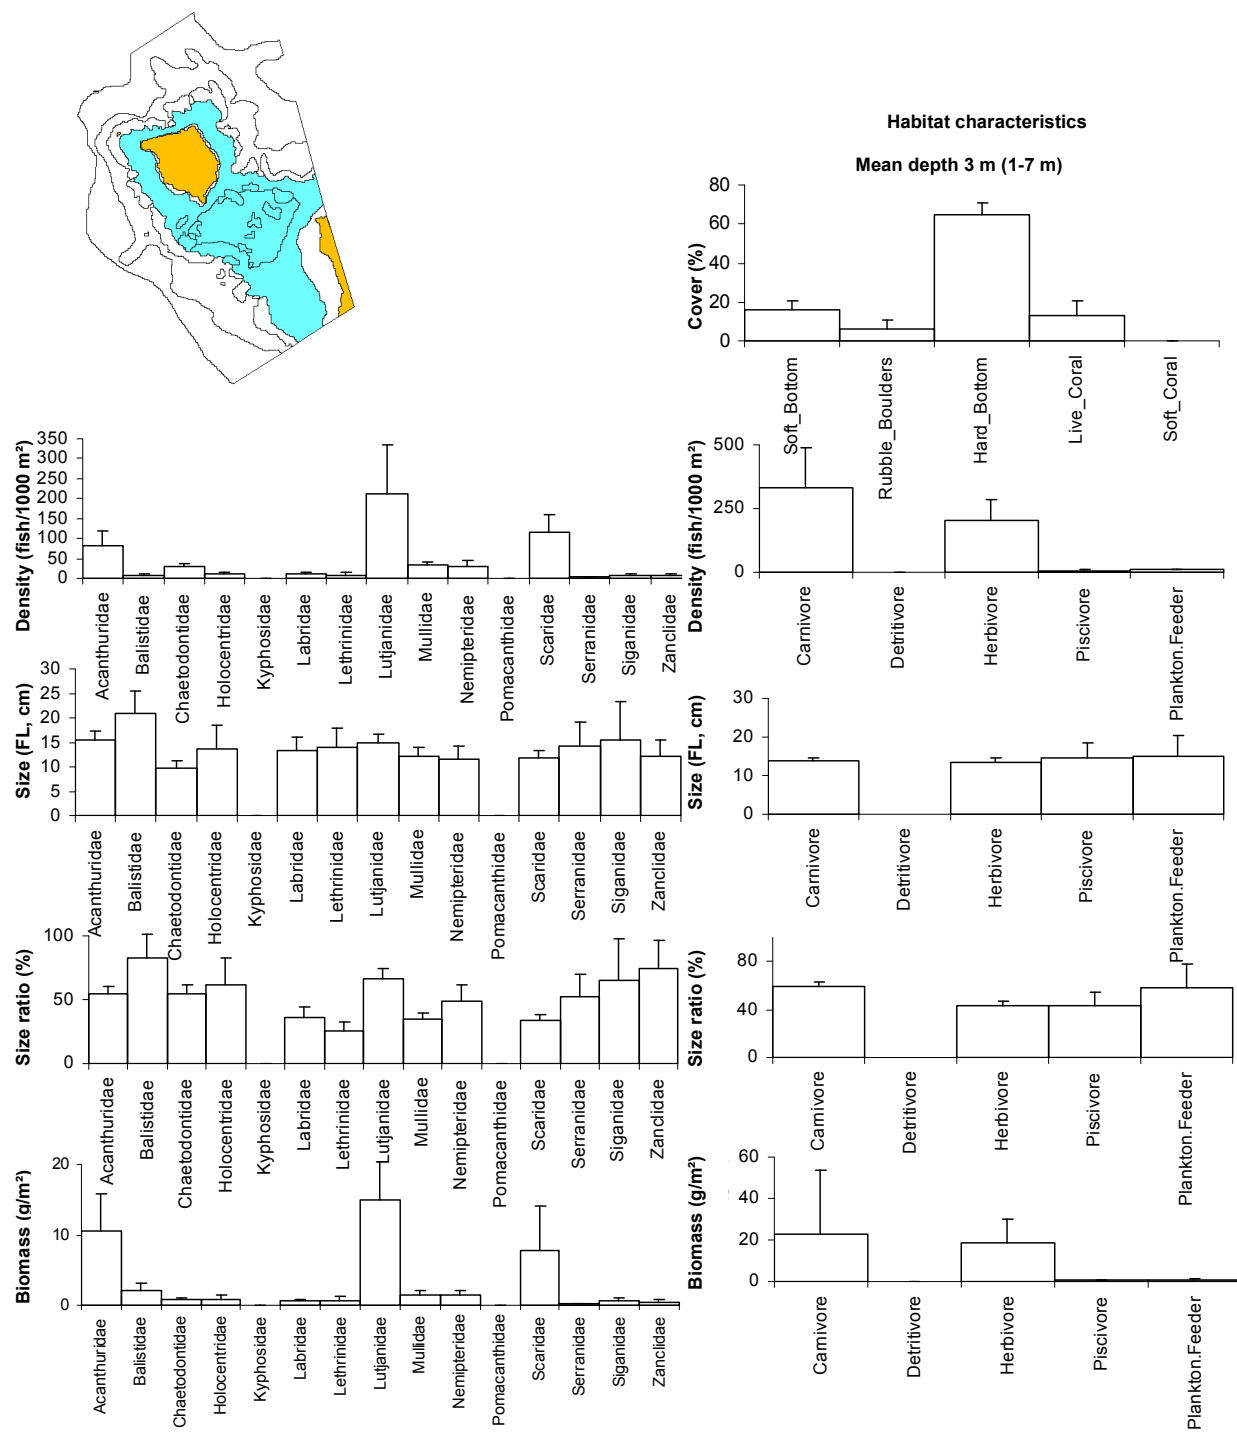 Habitat characteristics
Mean depth 3 m (1-7 m)
Cover (%)
80
60
40
20
0
Soft_Bottom
Rubble_Boulders
Hard_Bottom
Live_Coral
Soft_Coral
Density (fish/1000 m²)
350
300
250
200
150
100
50
0
Acanthuridae
Balistidae
Chaetodontidae
Holocentridae
Kyphosidae
Labridae
Lethrinidae
Lutjanidae
Mullidae
Nemipteridae
Pomacanthidae
Scaridae
Serranidae
Siganidae
Zanclidae
Density (fish/1000 m²)
500
250
0
Carnivore
Detritivore
Herbivore
Piscivore
Plankton.Feeder
Size (FL, cm)
30
25
20
15
10
5
0
Acanthuridae
Balistidae
Chaetodontidae
Holocentridae
Kyphosidae
Labridae
Lethrinidae
Lutjanidae
Mullidae
Nemipteridae
Pomacanthidae
Scaridae
Serranidae
Siganidae
Zanclidae
Size (FL, cm)
30
20
10
0
Carnivore
Detritivore
Herbivore
Piscivore
Plankton.Feeder
Size ratio (%)
100
50
0
Acanthuridae
Balistidae
Chaetodontidae
Holocentridae
Kyphosidae
Labridae
Lethrinidae
Lutjanidae
Mullidae
Nemipteridae
Pomacanthidae
Scaridae
Serranidae
Siganidae
Zanclidae
Size ratio (%)
80
40
0
Carnivore
Detritivore
Herbivore
Piscivore
Plankton.Feeder
Biomass (g/m²)
20
10
0
Acanthuridae
Balistidae
Chaetodontidae
Holocentridae
Kyphosidae
Labridae
Lethrinidae
Lutjanidae
Mullidae
Nemipteridae
Pomacanthidae
Scaridae
Serranidae
Siganidae
Zanclidae
Biomass (g/m²)
60
40
20
0
Carnivore
Detritivore
Herbivore
Piscivore
Plankton.Feeder